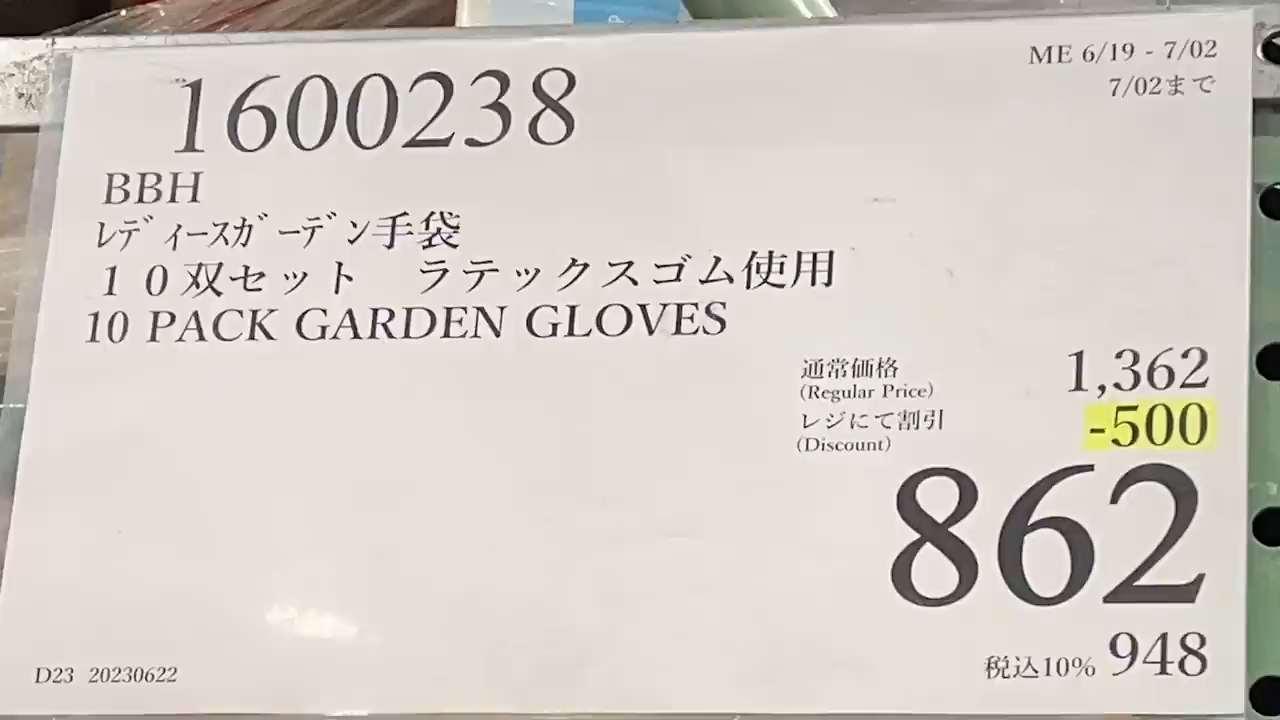 ME 6/19 - 7/02
7/02まで
1600238
BBH
ﾚﾃﾞｨｰｽｶﾞｰﾃﾞﾝ手袋
１０双セット　ラテックスゴム使用
10 PACK GARDEN GLOVES
通常価格 1,362
(Regular Price)
レジにて割引 -500
(Discount)
862
税込10% 948
D23 20230622